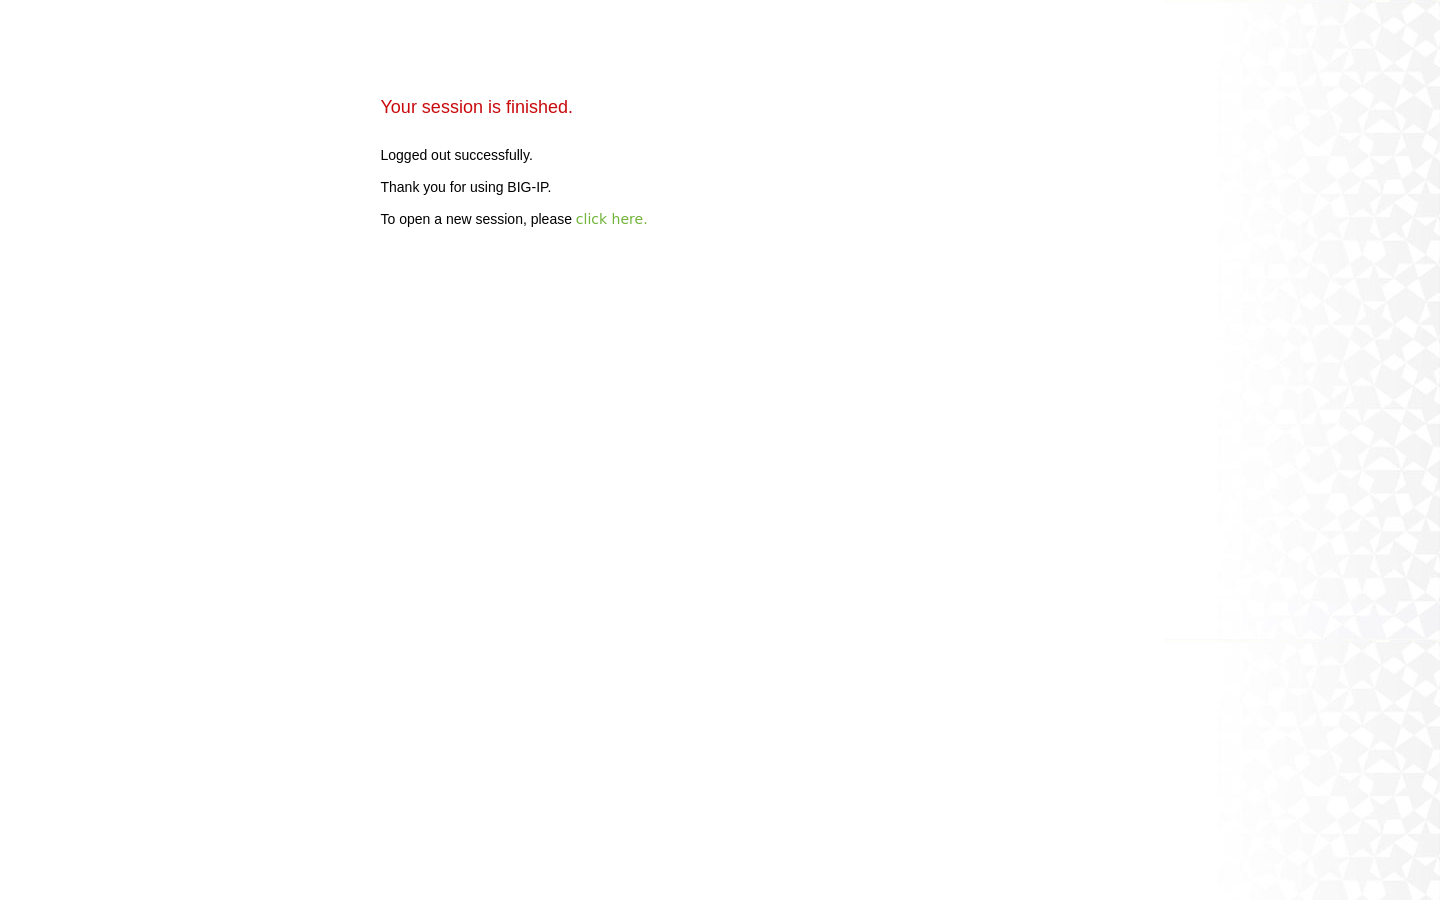 Your session is finished.
Logged out successfully.
Thank you for using BIG-IP.
To open a new session, please click here.